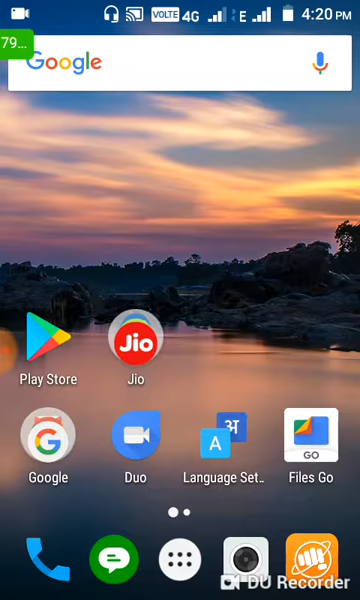 VOLTE 4G E 4:20 PM
79...
Google
Jio
Play Store Jio
G
A अ
GO
Google Duo Language Set.. Files Go
DU Recorder